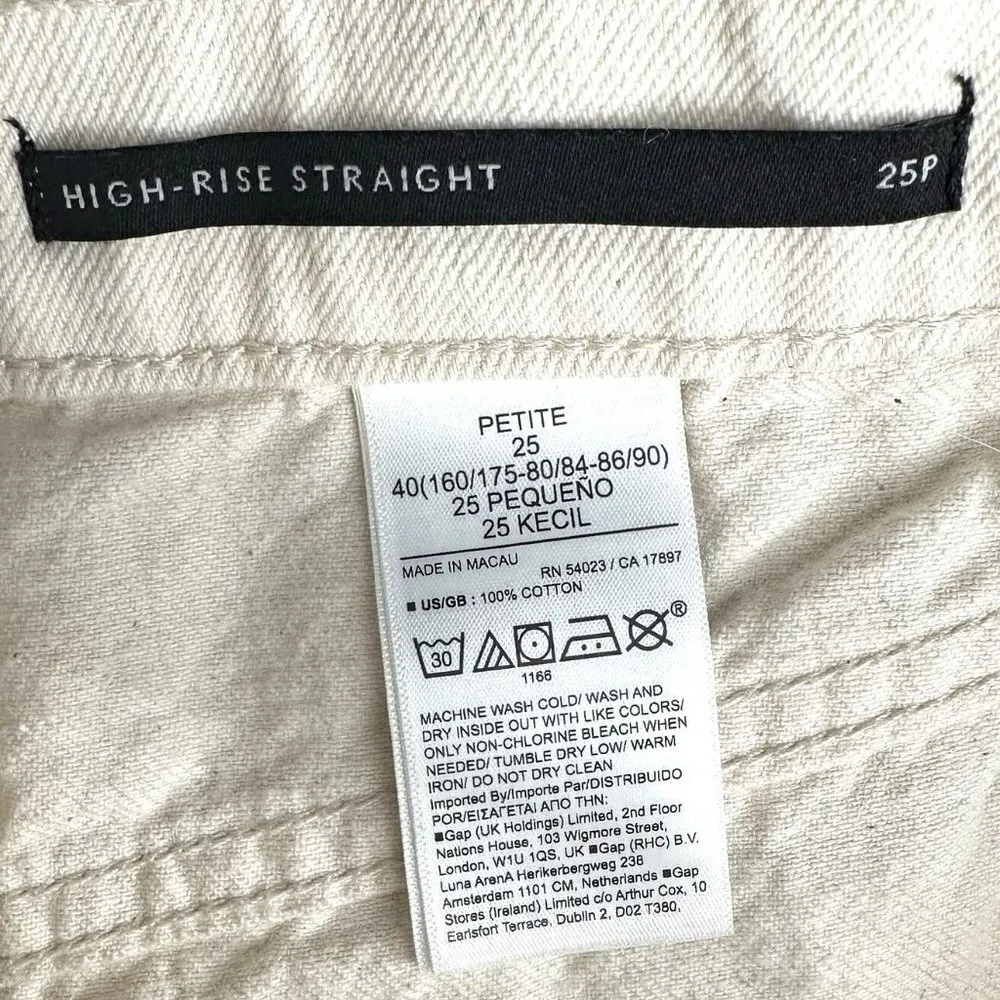 HIGH-RISE STRAIGHT 25P
PETITE
25
40(160/175-80/84-86/90)
25 PEQUEÑO
25 KECIL
MADE IN MACAU RN 54023 / CA 17897
■ US/GB : 100% COTTON
30 ®
1166
MACHINE WASH COLD/ WASH AND
DRY INSIDE OUT WITH LIKE COLORS/
ONLY NON-CHLORINE BLEACH WHEN
NEEDED/ TUMBLE DRY LOW/ WARM
IRON/ DO NOT DRY CLEAN
Imported By/Importe Par/DISTRIBUIDO
POR/ΕΙΣΑΓΕΤΑΙ ΑΠΟ ΤΗΝ:
■Gap (UK Holdings) Limited, 2nd Floor
Nations House, 103 Wigmore Street,
London, W1U 1QS, UK ■Gap (RHC) B.V.
Luna ArenA Herikerbergweg 238
Amsterdam 1101 CM, Netherlands ■Gap
Stores (Ireland) Limited c/o Arthur Cox, 10
Earlsfort Terrace, Dublin 2, D02 T380,